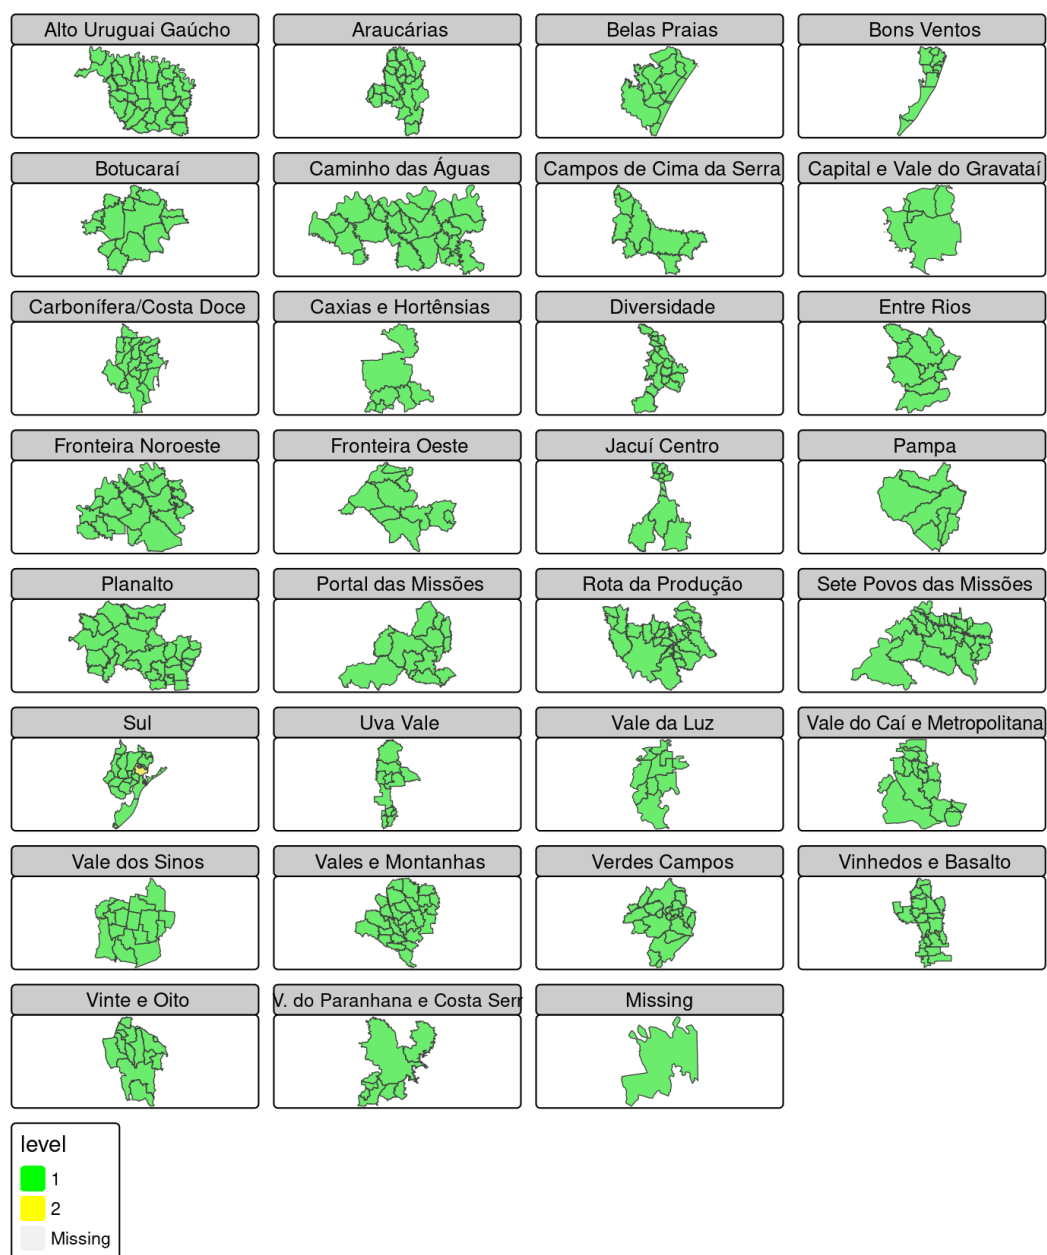 Alto Uruguai Gaúcho
Araucárias
Belas Praias
Bons Ventos
Botucaraí
Caminho das Águas
Campos de Cima da Serra
Capital e Vale do Gravataí
Carbonífera/Costa Doce
Caxias e Hortênsias
Diversidade
Entre Rios
Fronteira Noroeste
Fronteira Oeste
Jacuí Centro
Pampa
Planalto
Portal das Missões
Rota da Produção
Sete Povos das Missões
Sul
Uva Vale
Vale da Luz
Vale do Caí e Metropolitana
Vale dos Sinos
Vales e Montanhas
Verdes Campos
Vinhedos e Basalto
Vinte e Oito
V. do Paranhana e Costa Serr
Missing
level
1
2
Missing